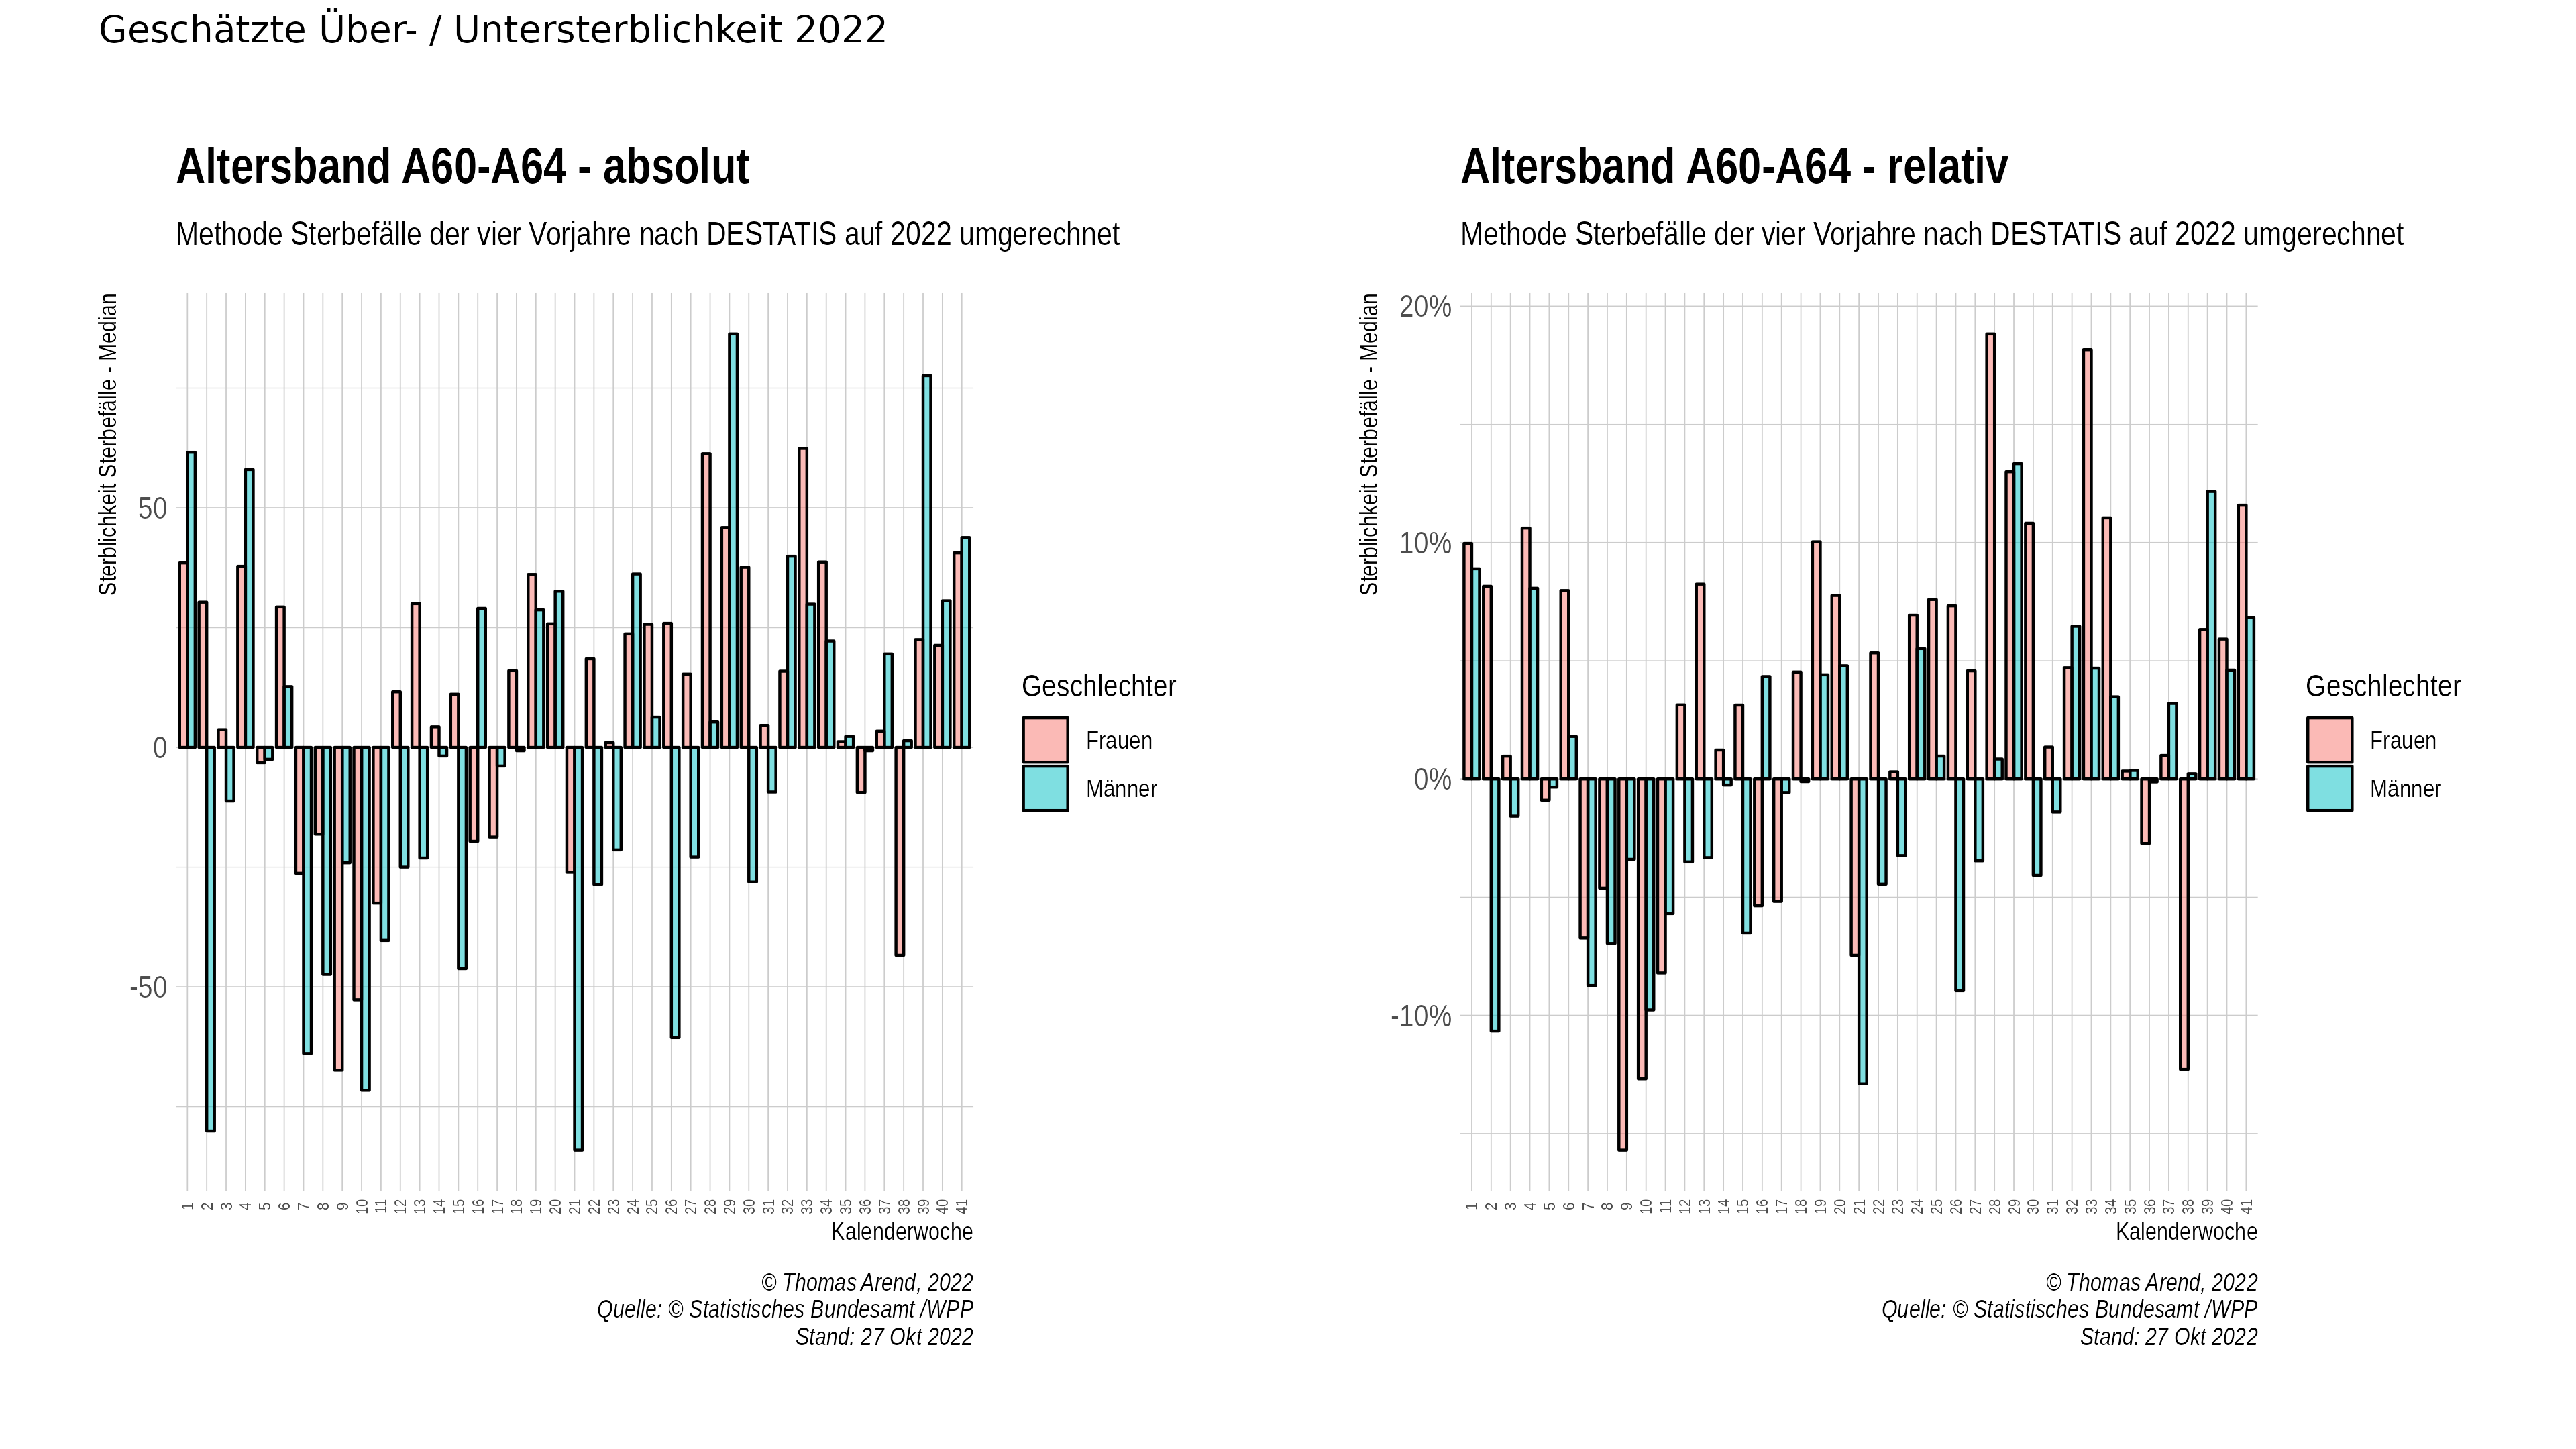 Geschätzte Über- / Untersterblichkeit 2022
Altersband A60-A64 - absolut
Methode Sterbefälle der vier Vorjahre nach DESTATIS auf 2022 umgerechnet
Sterblichkeit Sterbefälle - Median
50
0
-50
1 2 3 4 5 6 7 8 9 10 11 12 13 14 15 16 17 18 19 20 21 22 23 24 25 26 27 28 29 30 31 32 33 34 35 36 37 38 39 40 41
Kalenderwoche
Geschlechter
Frauen
Männer
© Thomas Arend, 2022
Quelle: © Statistisches Bundesamt /WPP
Stand: 27 Okt 2022
Altersband A60-A64 - relativ
Methode Sterbefälle der vier Vorjahre nach DESTATIS auf 2022 umgerechnet
Sterblichkeit Sterbefälle - Median
20%
10%
0%
-10%
1 2 3 4 5 6 7 8 9 10 11 12 13 14 15 16 17 18 19 20 21 22 23 24 25 26 27 28 29 30 31 32 33 34 35 36 37 38 39 40 41
Kalenderwoche
Geschlechter
Frauen
Männer
© Thomas Arend, 2022
Quelle: © Statistisches Bundesamt /WPP
Stand: 27 Okt 2022